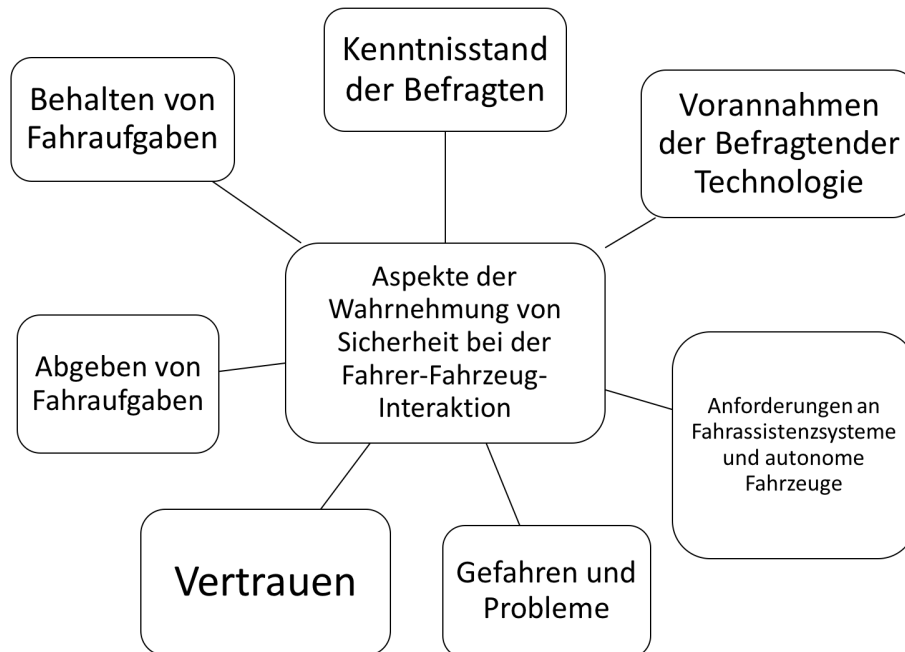 Kenntnisstand
der Befragten
Behalten von
Fahraufgaben
Vorannahmen
der Befragtender
Technologie
Aspekte der
Wahrnehmung von
Sicherheit bei der
Fahrer-Fahrzeug-
Interaktion
Abgeben von
Fahraufgaben
Anforderungen an
Fahrassistenzsysteme
und autonome
Fahrzeuge
Vertrauen
Gefahren und
Probleme